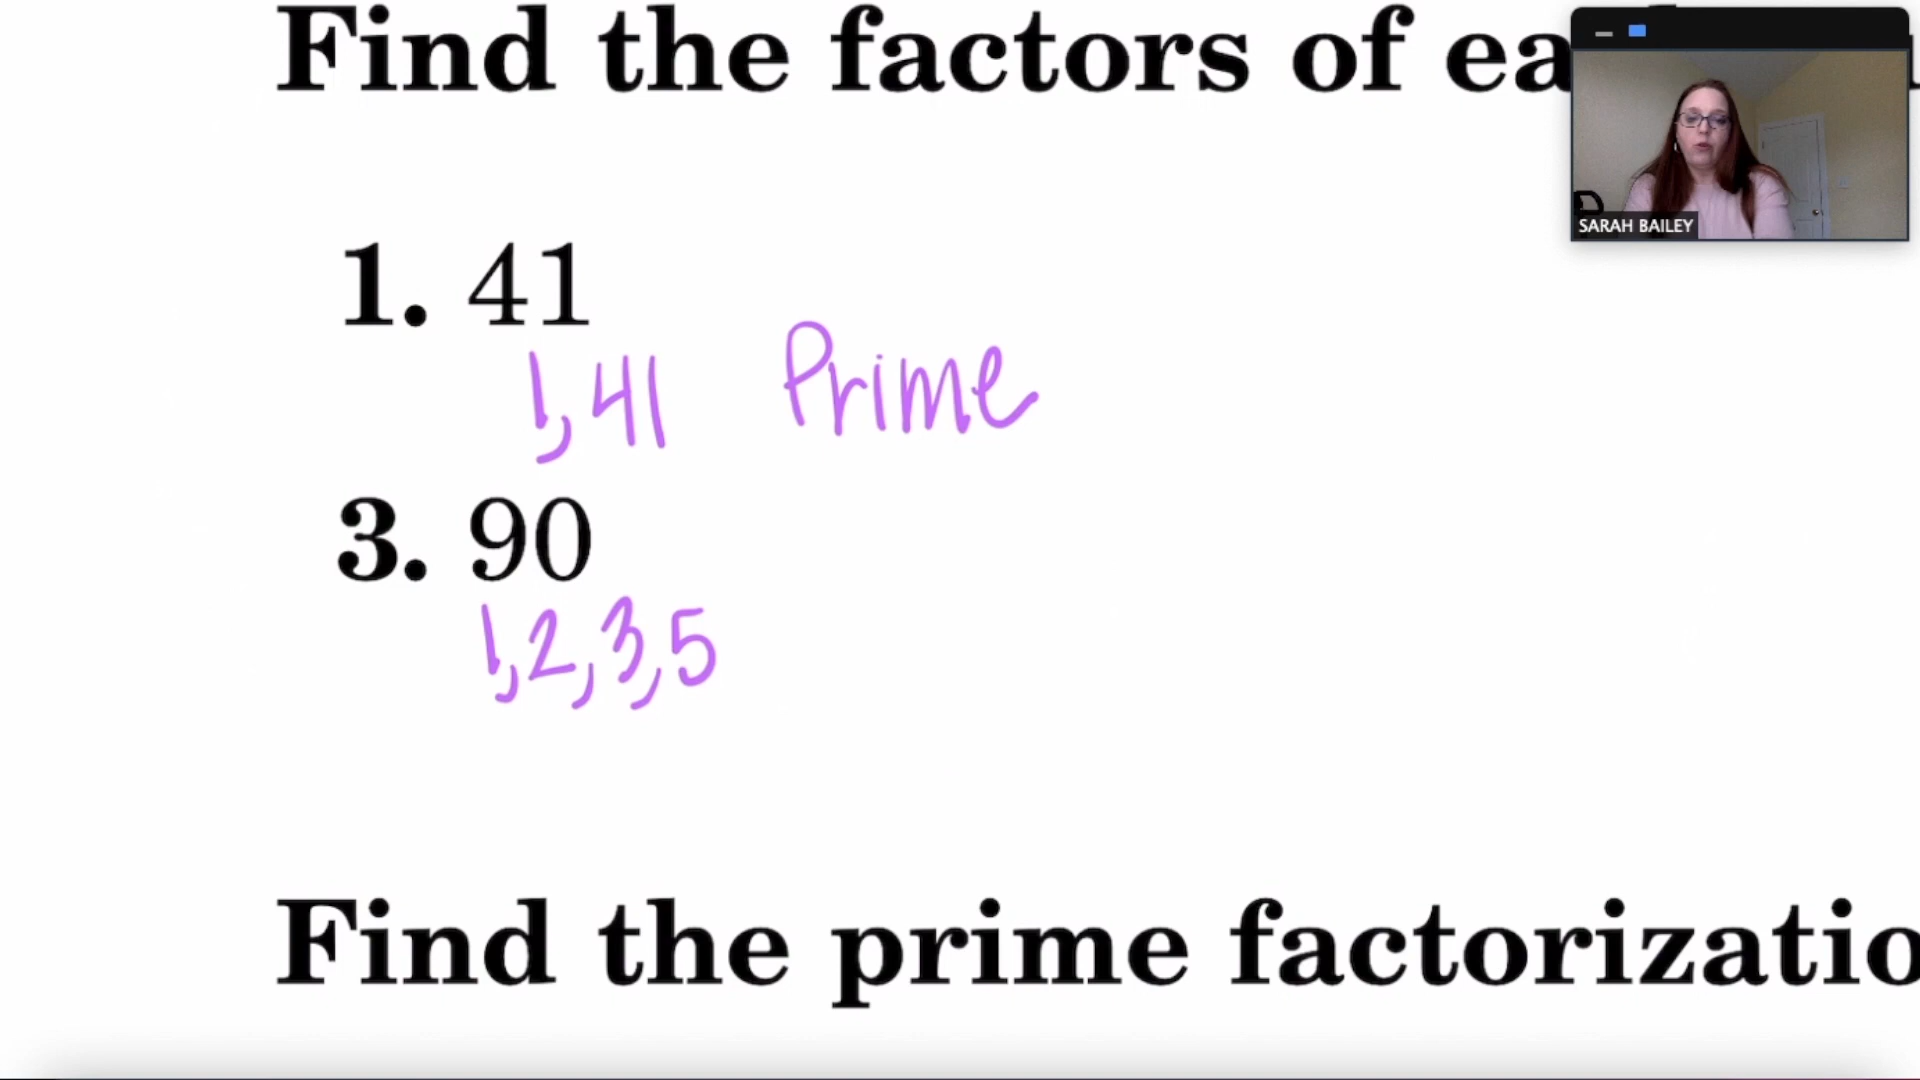 Find the factors of ea
SARAH BAILEY
1. 41
1, 41 Prime
3. 90
1, 2, 3, 5
Find the prime factorizatio